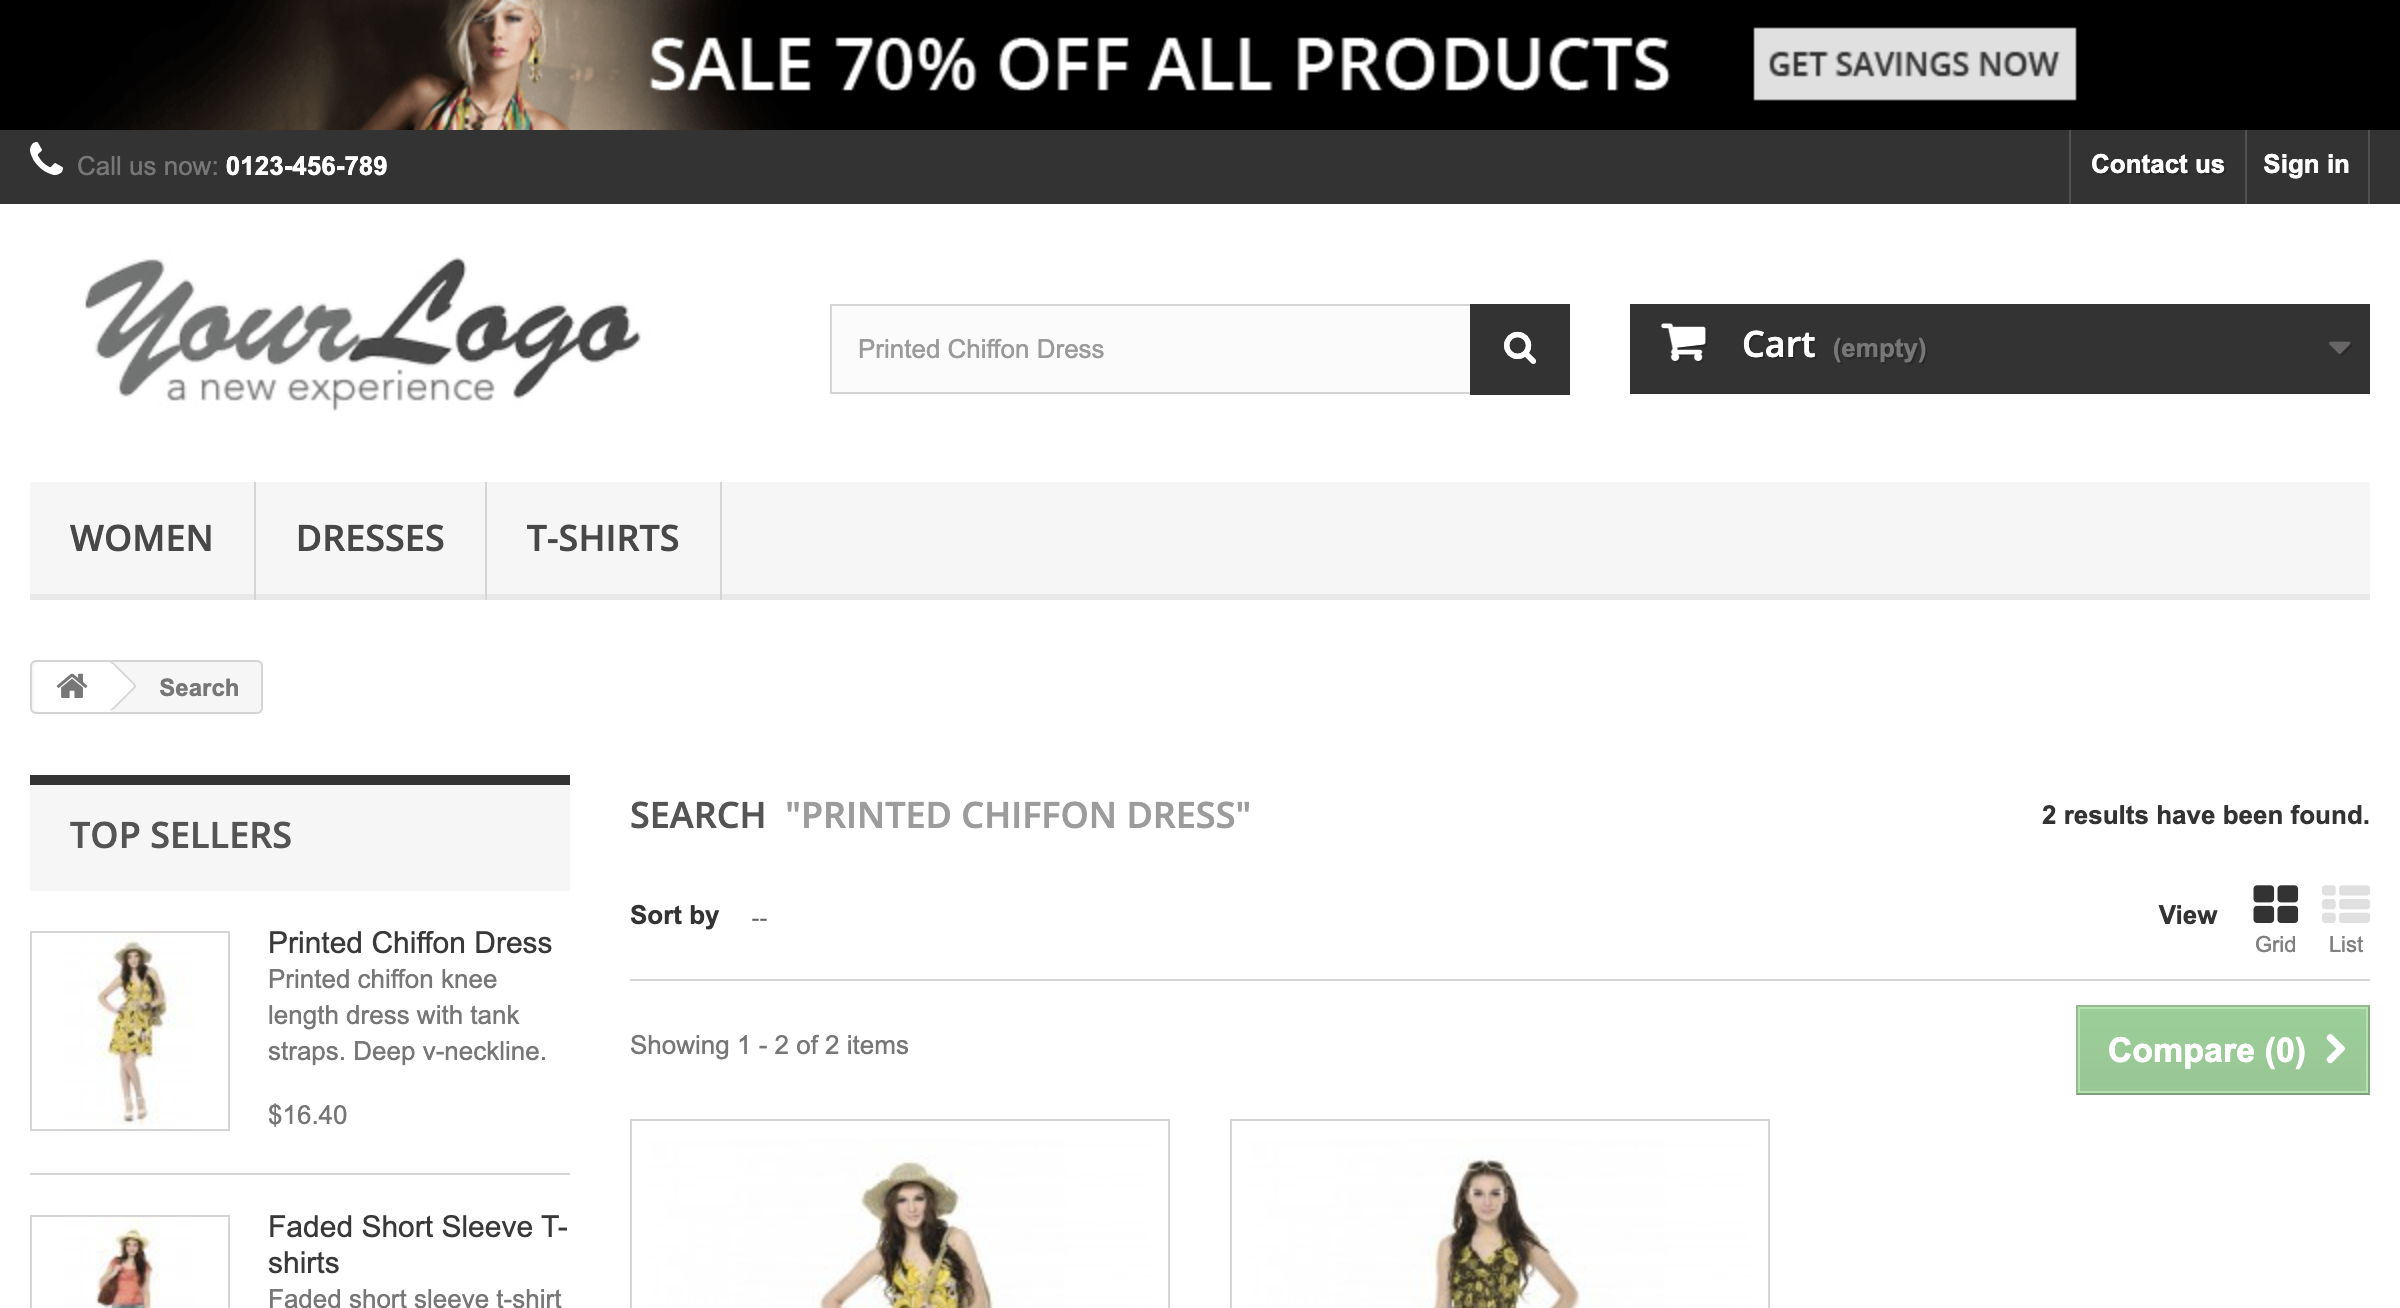 SALE 70% OFF ALL PRODUCTS
GET SAVINGS NOW
Call us now: 0123-456-789
Contact us
Sign in
YourLogo
a new experience
Printed Chiffon Dress
Cart (empty)
WOMEN
DRESSES
T-SHIRTS
Search
TOP SELLERS
Printed Chiffon Dress
Printed chiffon knee
length dress with tank
straps. Deep v-neckline.
$16.40
Faded Short Sleeve T-
shirts
Faded short sleeve t-shirt
SEARCH "PRINTED CHIFFON DRESS"
2 results have been found.
Sort by --
View
Grid
List
Showing 1 - 2 of 2 items
Compare (0)